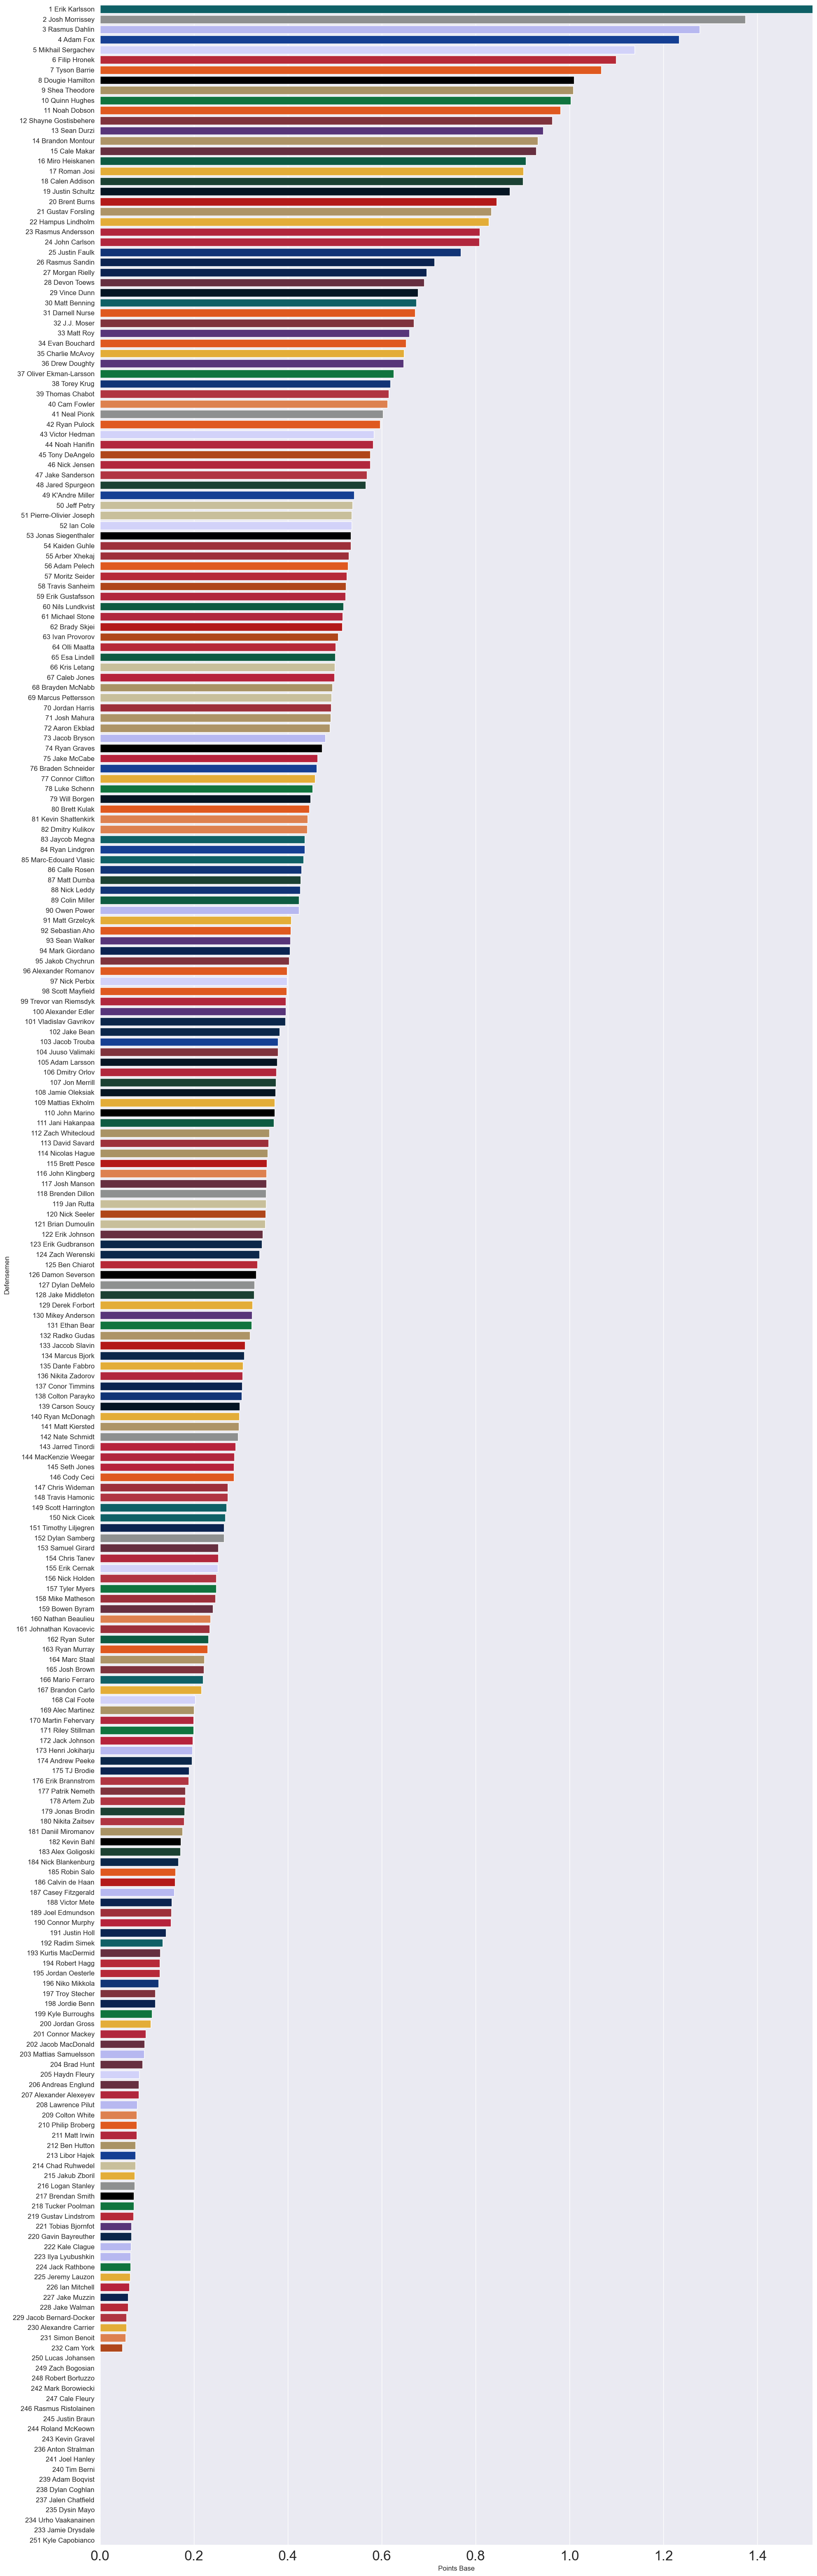 1 Erik Karlsson
2 Josh Morrissey
3 Rasmus Dahlin
4 Adam Fox
5 Mikhail Sergachev
6 Filip Hronek
7 Tyson Barrie
8 Dougie Hamilton
9 Shea Theodore
10 Quinn Hughes
11 Noah Dobson
12 Shayne Gostisbehere
13 Sean Durzi
14 Brandon Montour
15 Cale Makar
16 Miro Heiskanen
17 Roman Josi
18 Calen Addison
19 Justin Schultz
20 Brent Burns
21 Gustav Forsling
22 Hampus Lindholm
23 Rasmus Andersson
24 John Carlson
25 Justin Faulk
26 Rasmus Sandin
27 Morgan Rielly
28 Devon Toews
29 Vince Dunn
30 Matt Benning
31 Darnell Nurse
32 J.J. Moser
33 Matt Roy
34 Evan Bouchard
35 Charlie McAvoy
36 Drew Doughty
37 Oliver Ekman-Larsson
38 Torey Krug
39 Thomas Chabot
40 Cam Fowler
41 Neal Pionk
42 Ryan Pulock
43 Victor Hedman
44 Noah Hanifin
45 Tony DeAngelo
46 Nick Jensen
47 Jake Sanderson
48 Jared Spurgeon
49 K'Andre Miller
50 Jeff Petry
51 Pierre-Olivier Joseph
52 Ian Cole
53 Jonas Siegenthaler
54 Kaiden Guhle
55 Arber Xhekaj
56 Adam Pelech
57 Moritz Seider
58 Travis Sanheim
59 Erik Gustafsson
60 Nils Lundkvist
61 Michael Stone
62 Brady Skjei
63 Ivan Provorov
64 Olli Maatta
65 Esa Lindell
66 Kris Letang
67 Caleb Jones
68 Brayden McNabb
69 Marcus Pettersson
70 Jordan Harris
71 Josh Mahura
72 Aaron Ekblad
73 Jacob Bryson
74 Ryan Graves
75 Jake McCabe
76 Braden Schneider
77 Connor Clifton
78 Luke Schenn
79 Will Borgen
80 Brett Kulak
81 Kevin Shattenkirk
82 Dmitry Kulikov
83 Jaycob Megna
84 Ryan Lindgren
85 Marc-Edouard Vlasic
86 Calle Rosen
87 Matt Dumba
88 Nick Leddy
89 Colin Miller
90 Owen Power
91 Matt Grzelcyk
92 Sebastian Aho
93 Sean Walker
94 Mark Giordano
95 Jakob Chychrun
96 Alexander Romanov
97 Nick Perbix
98 Scott Mayfield
99 Trevor van Riemsdyk
100 Alexander Edler
101 Vladislav Gavrikov
102 Jake Bean
103 Jacob Trouba
104 Juuso Valimaki
105 Adam Larsson
106 Dmitry Orlov
107 Jon Merrill
108 Jamie Oleksiak
109 Mattias Ekholm
110 John Marino
111 Jani Hakanpaa
112 Zach Whitecloud
113 David Savard
114 Nicolas Hague
115 Brett Pesce
116 John Klingberg
117 Josh Manson
118 Brenden Dillon
119 Jan Rutta
120 Nick Seeler
121 Brian Dumoulin
122 Erik Johnson
123 Erik Gudbranson
124 Zach Werenski
125 Ben Chiarot
126 Damon Severson
127 Dylan DeMelo
128 Jake Middleton
129 Derek Forbort
130 Mikey Anderson
131 Ethan Bear
132 Radko Gudas
133 Jaccob Slavin
134 Marcus Bjork
135 Dante Fabbro
136 Nikita Zadorov
137 Conor Timmins
138 Colton Parayko
139 Carson Soucy
140 Ryan McDonagh
141 Matt Kiersted
142 Nate Schmidt
143 Jarred Tinordi
144 MacKenzie Weegar
145 Seth Jones
146 Cody Ceci
147 Chris Wideman
148 Travis Hamonic
149 Scott Harrington
150 Nick Cicek
151 Timothy Liljegren
152 Dylan Samberg
153 Samuel Girard
154 Chris Tanev
155 Erik Cernak
156 Nick Holden
157 Tyler Myers
158 Mike Matheson
159 Bowen Byram
160 Nathan Beaulieu
161 Johnathan Kovacevic
162 Ryan Suter
163 Ryan Murray
164 Marc Staal
165 Josh Brown
166 Mario Ferraro
167 Brandon Carlo
168 Cal Foote
169 Alec Martinez
170 Martin Fehervary
171 Riley Stillman
172 Jack Johnson
173 Henri Jokiharju
174 Andrew Peeke
175 TJ Brodie
176 Erik Brannstrom
177 Patrik Nemeth
178 Artem Zub
179 Jonas Brodin
180 Nikita Zaitsev
181 Daniil Miromanov
182 Kevin Bahl
183 Alex Goligoski
184 Nick Blankenburg
185 Robin Salo
186 Calvin de Haan
187 Casey Fitzgerald
188 Victor Mete
189 Joel Edmundson
190 Connor Murphy
191 Justin Holl
192 Radim Simek
193 Kurtis MacDermid
194 Robert Hagg
195 Jordan Oesterle
196 Niko Mikkola
197 Troy Stecher
198 Jordie Benn
199 Kyle Burroughs
200 Jordan Gross
201 Connor Mackey
202 Jacob MacDonald
203 Mattias Samuelsson
204 Brad Hunt
205 Haydn Fleury
206 Andreas Englund
207 Alexander Alexeyev
208 Lawrence Pilut
209 Colton White
210 Philip Broberg
211 Matt Irwin
212 Ben Hutton
213 Libor Hajek
214 Chad Ruhwedel
215 Jakub Zboril
216 Logan Stanley
217 Brendan Smith
218 Tucker Poolman
219 Gustav Lindstrom
221 Tobias Bjornfot
220 Gavin Bayreuther
222 Kale Clague
223 Ilya Lyubushkin
224 Jack Rathbone
225 Jeremy Lauzon
226 Ian Mitchell
227 Jake Muzzin
228 Jake Walman
229 Jacob Bernard-Docker
230 Alexandre Carrier
231 Simon Benoit
232 Cam York
250 Lucas Johansen
249 Zach Bogosian
248 Robert Bortuzzo
242 Mark Borowiecki
247 Cale Fleury
246 Rasmus Ristolainen
245 Justin Braun
244 Roland McKeown
243 Kevin Gravel
236 Anton Stralman
241 Joel Hanley
240 Tim Berni
239 Adam Boqvist
238 Dylan Coghlan
237 Jalen Chatfield
235 Dysin Mayo
234 Urho Vaakanainen
233 Jamie Drysdale
251 Kyle Capobianco
Defensemen
0.0 0.2 0.4 0.6 0.8 1.0 1.2 1.4
Points Base